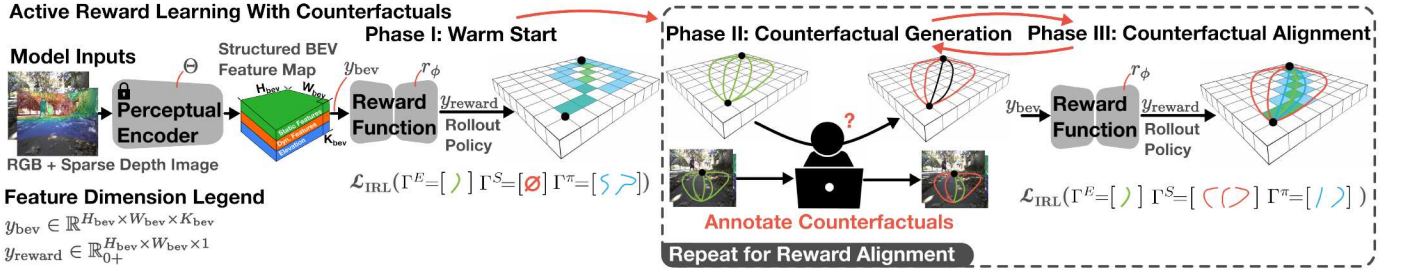 Active Reward Learning With Counterfactuals
Phase I: Warm Start
Phase II: Counterfactual Generation
Phase III: Counterfactual Alignment
Model Inputs
Θ
Perceptual
Encoder
RGB + Sparse Depth Image
Structured BEV
Feature Map
H_bev
W_bev
K_bev
Static Features
Dyn. Features
Elevation
y_bev
r_ϕ
Reward
Function
y_reward
Rollout
Policy
ℒ_IRL(Γ^E=[ ] Γ^S=[∅] Γ^π=[ ])
?
Annotate Counterfactuals
y_bev
r_ϕ
Reward
Function
y_reward
Rollout
Policy
ℒ_IRL(Γ^E=[ ] Γ^S=[ ] Γ^π=[ ])
Repeat for Reward Alignment
Feature Dimension Legend
y_bev ∈ ℝ^{H_bev×W_bev×K_bev}
y_reward ∈ ℝ_{0+}^{H_bev×W_bev×1}